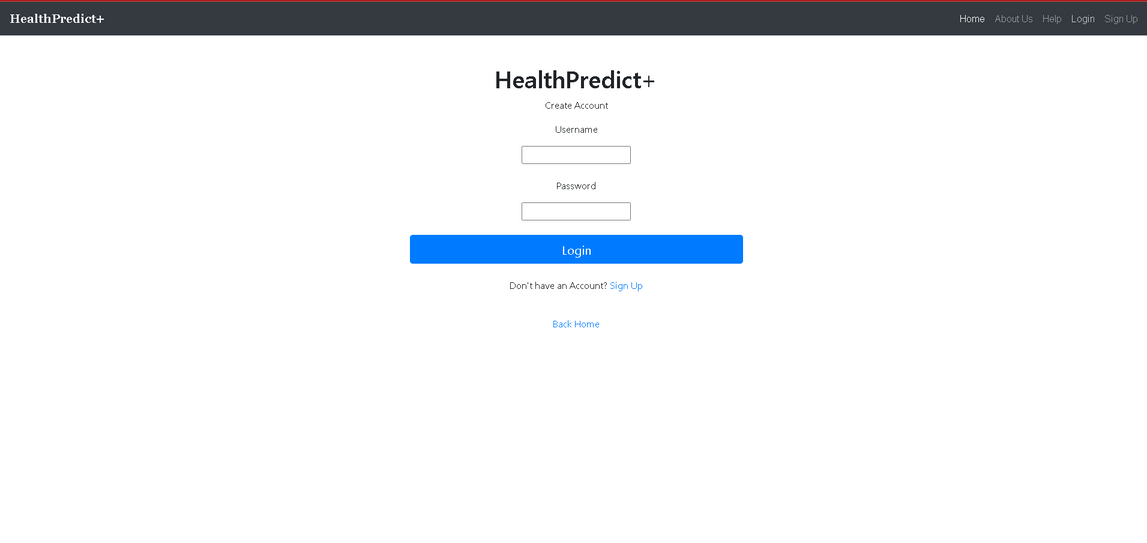 HealthPredict+ Home About Us Help Login Sign Up
HealthPredict+
Create Account
Username
Password
Login
Don't have an Account? Sign Up
Back Home